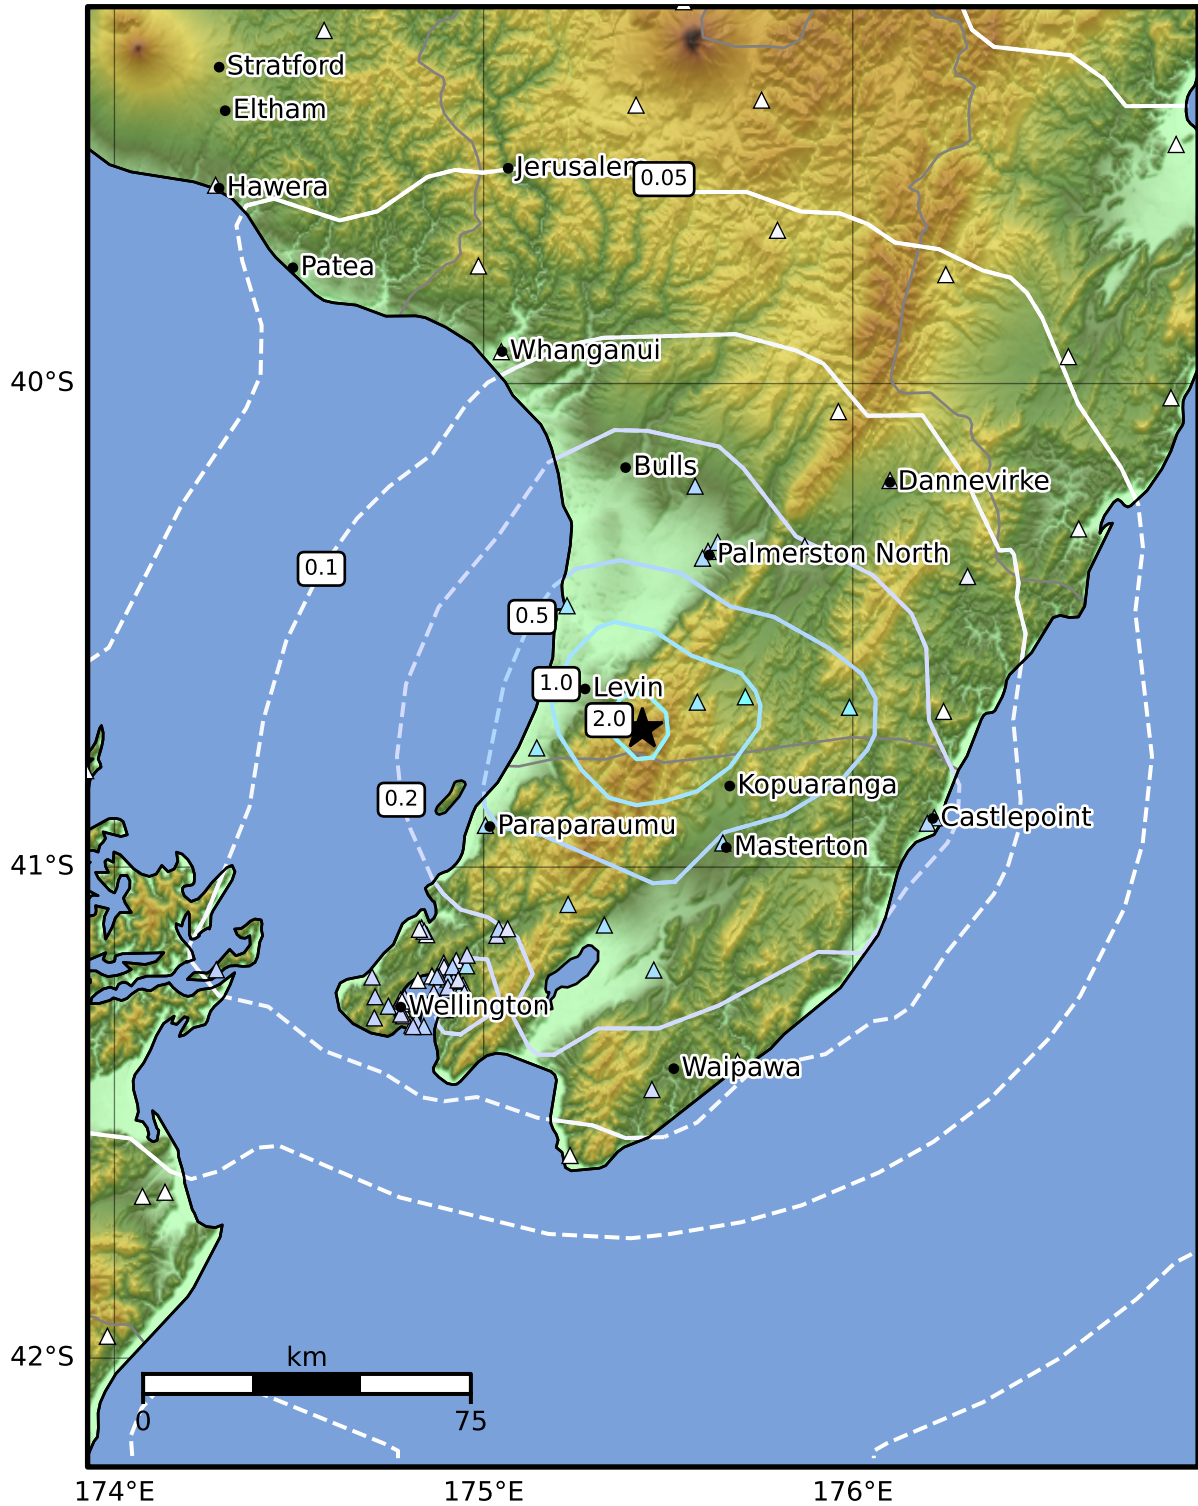 Stratford
Eltham
Jerusalem
0.05
Hawera
Patea
Whanganui
40°S
Bulls
Dannevirke
Palmerston North
0.1
0.5
1.0
Levin
2.0
Kopuaranga
0.2
Paraparaumu
Castlepoint
Masterton
41°S
Wellington
Waipawa
42°S
km
0
75
174°E
175°E
176°E